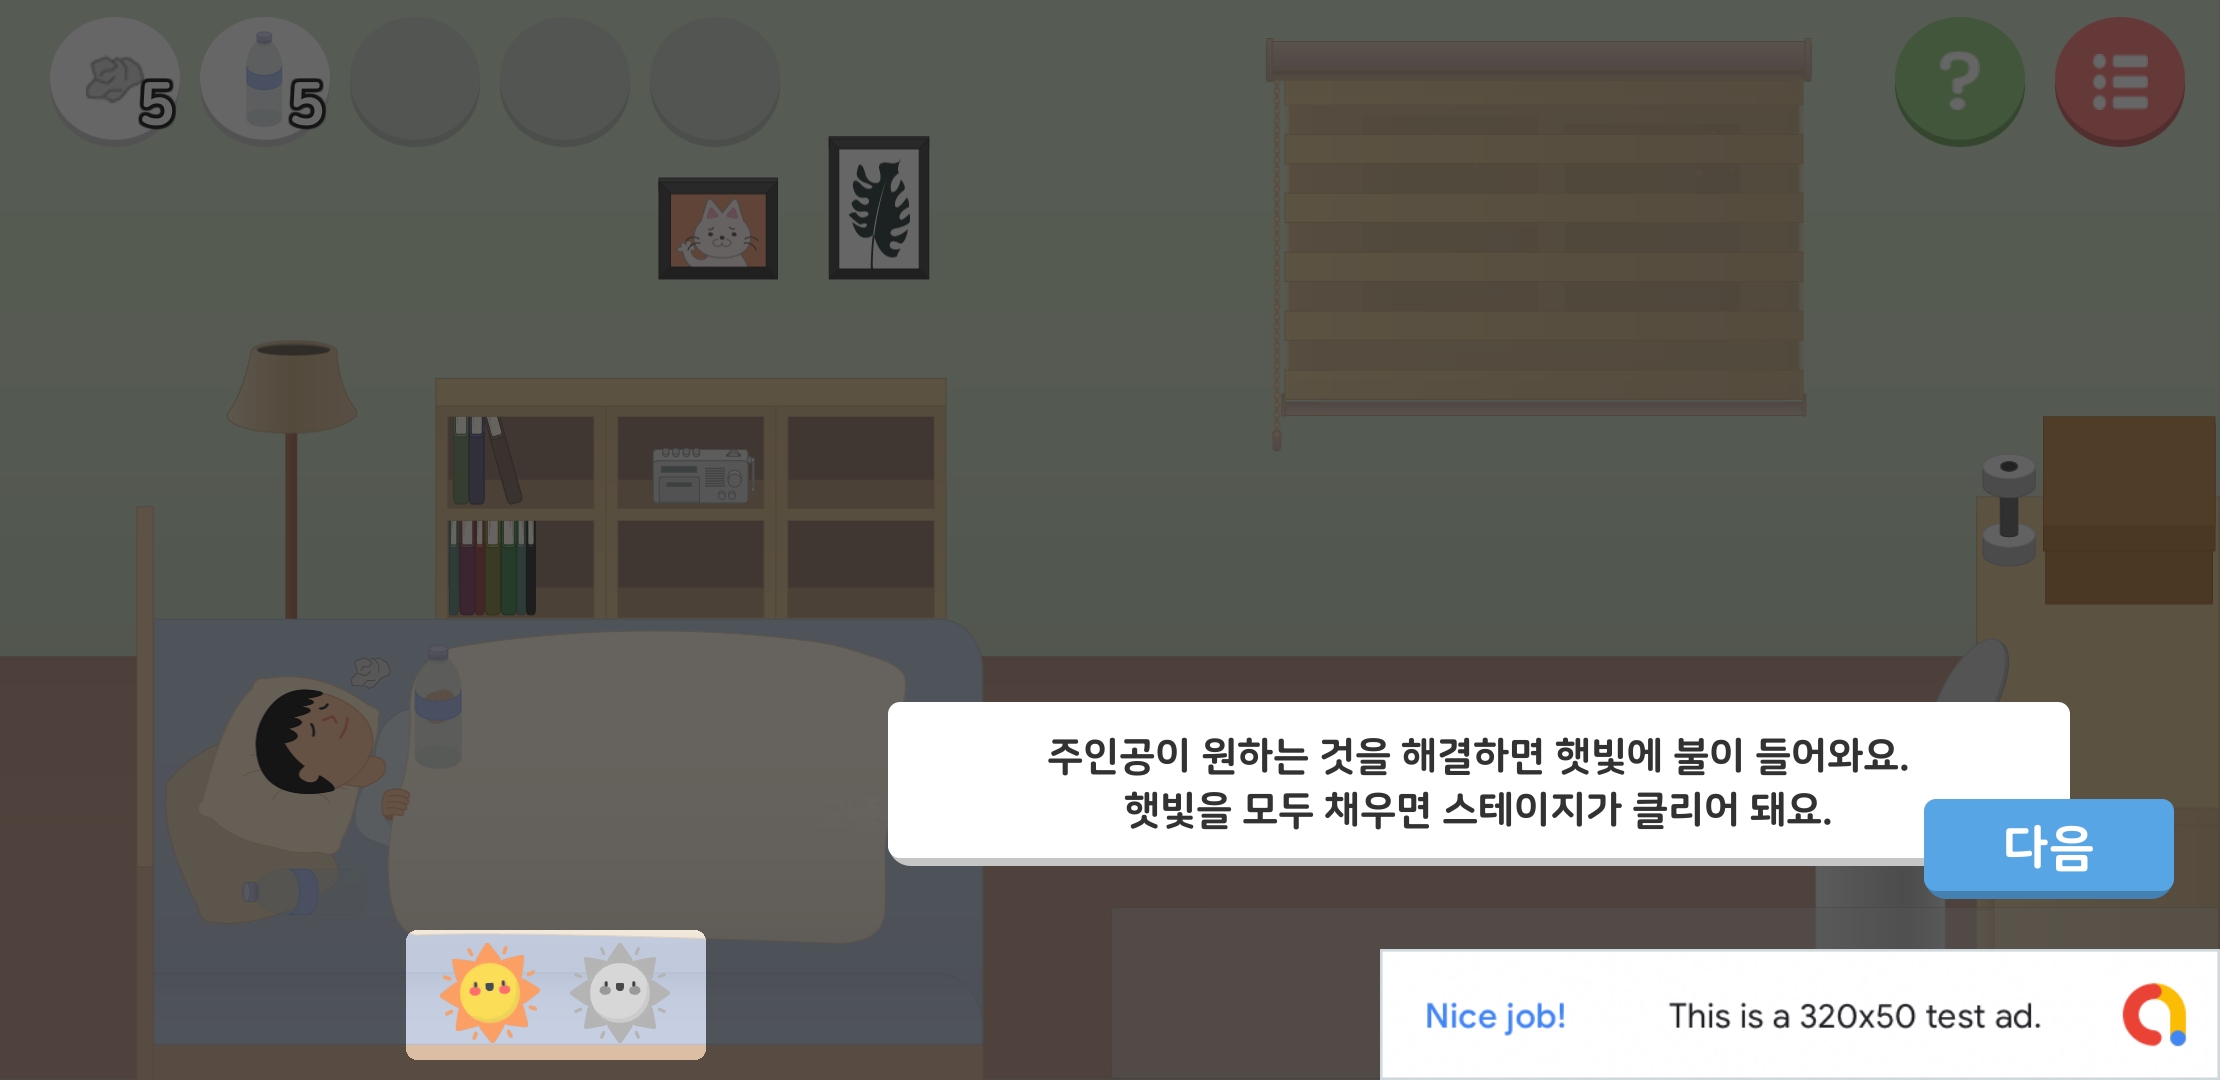 5
5
?
주인공이 원하는 것을 해결하면 햇빛에 불이 들어와요.
햇빛을 모두 채우면 스테이지가 클리어 돼요.
다음
Nice job!
This is a 320x50 test ad.